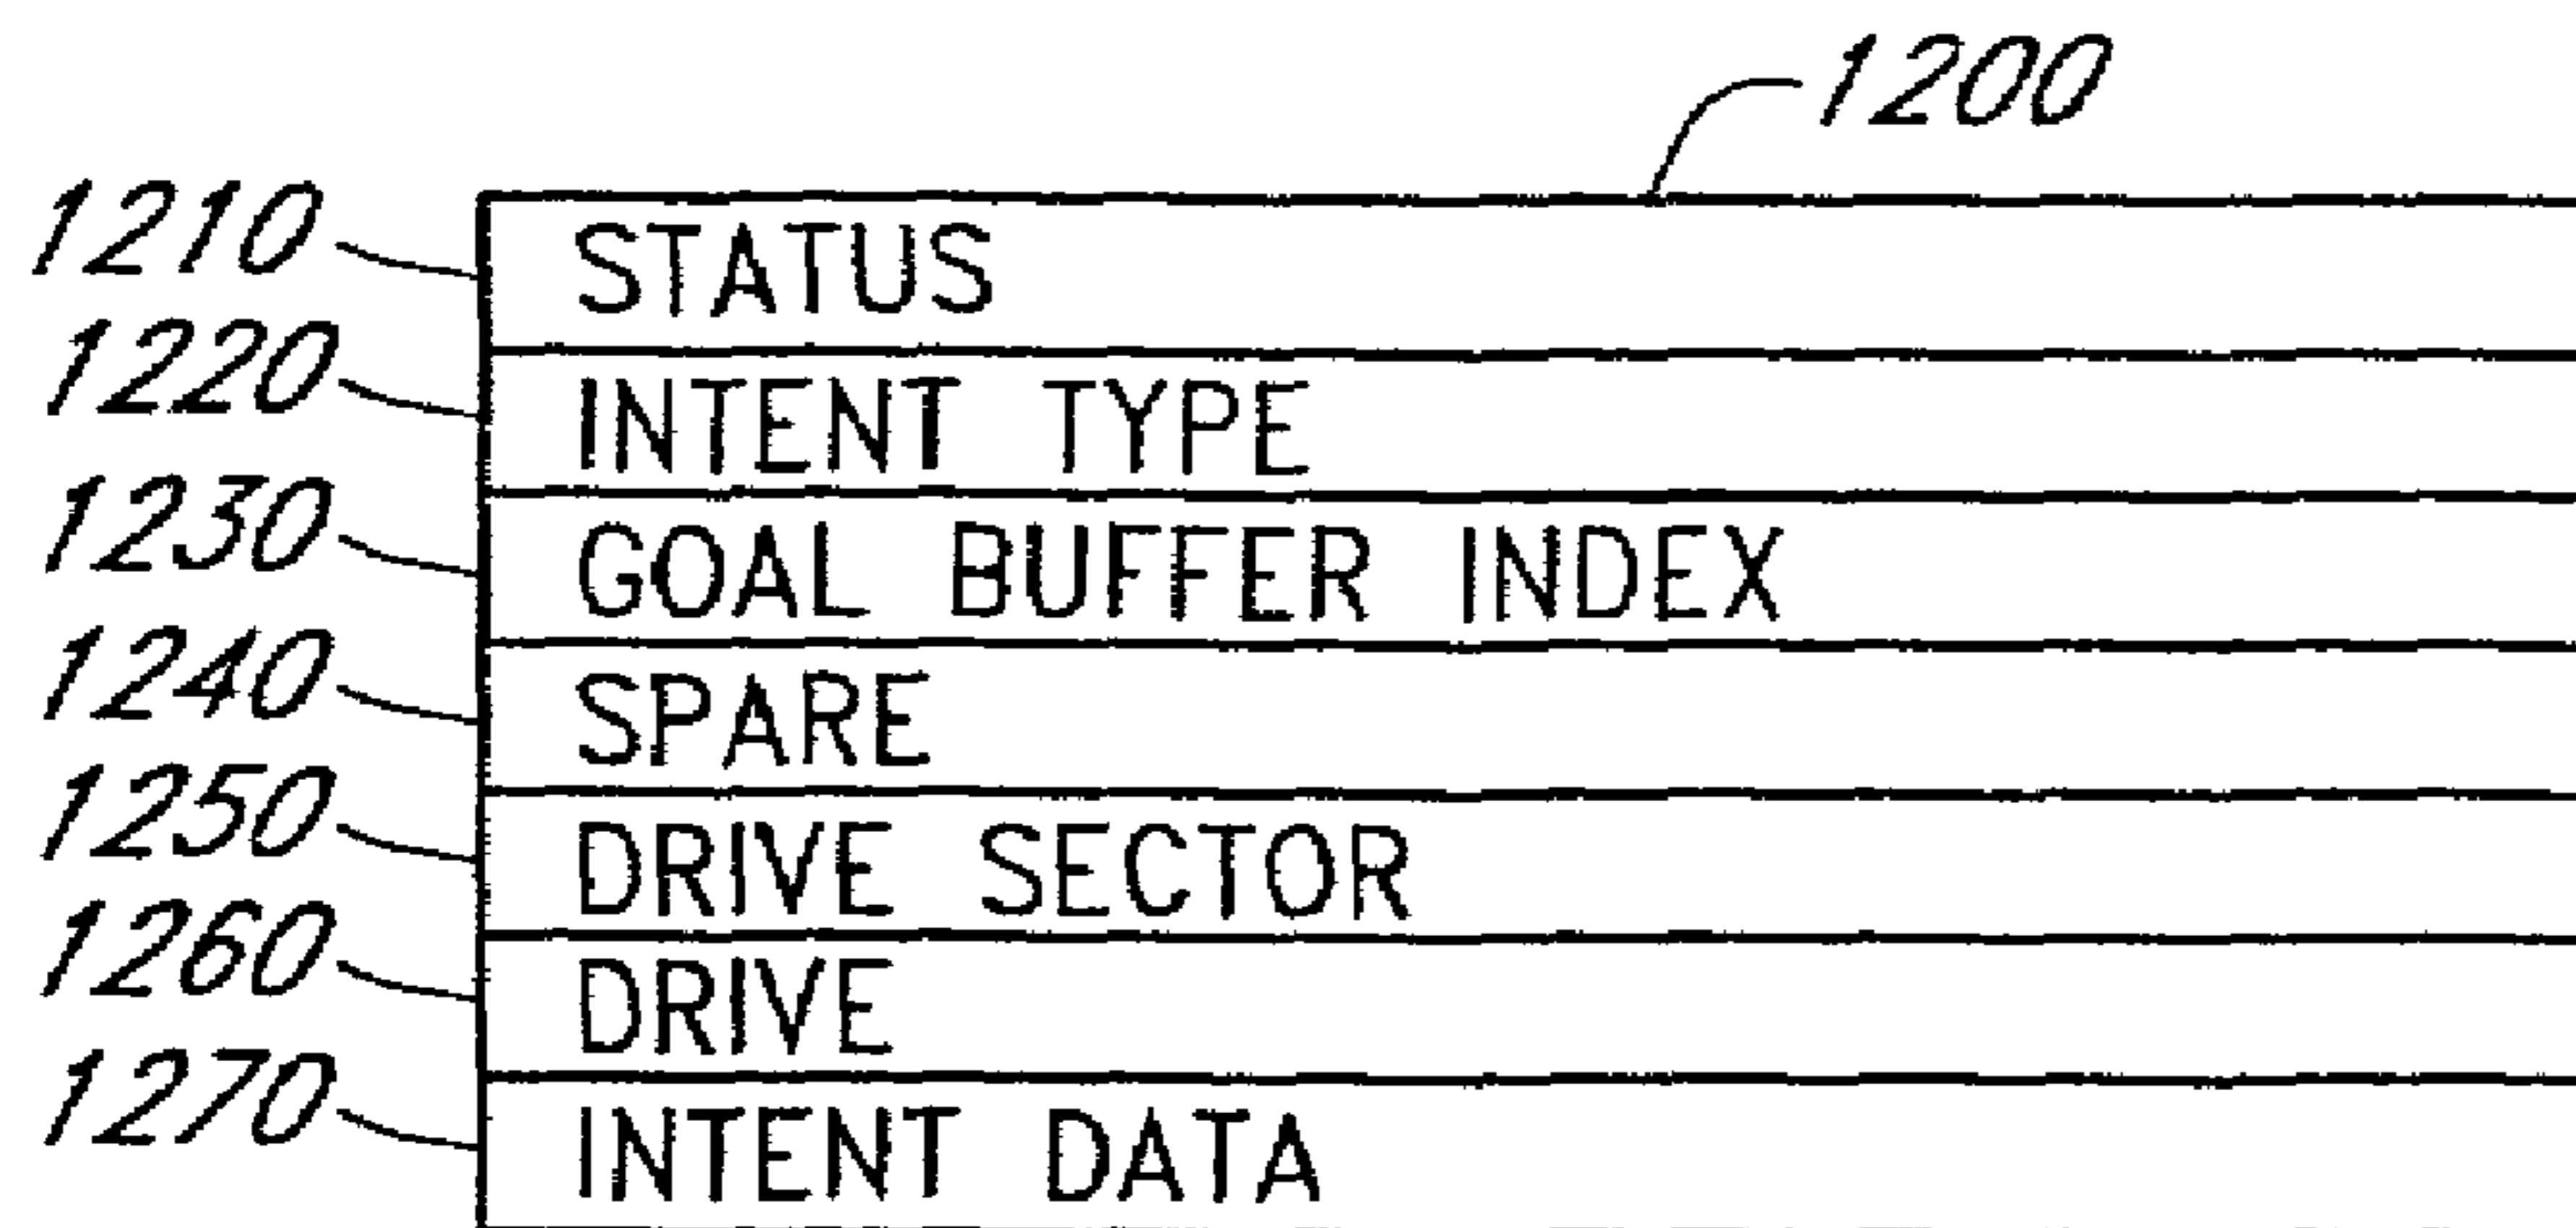 1200
1210 STATUS
1220 INTENT TYPE
1230 GOAL BUFFER INDEX
1240 SPARE
1250 DRIVE SECTOR
1260 DRIVE
1270 INTENT DATA